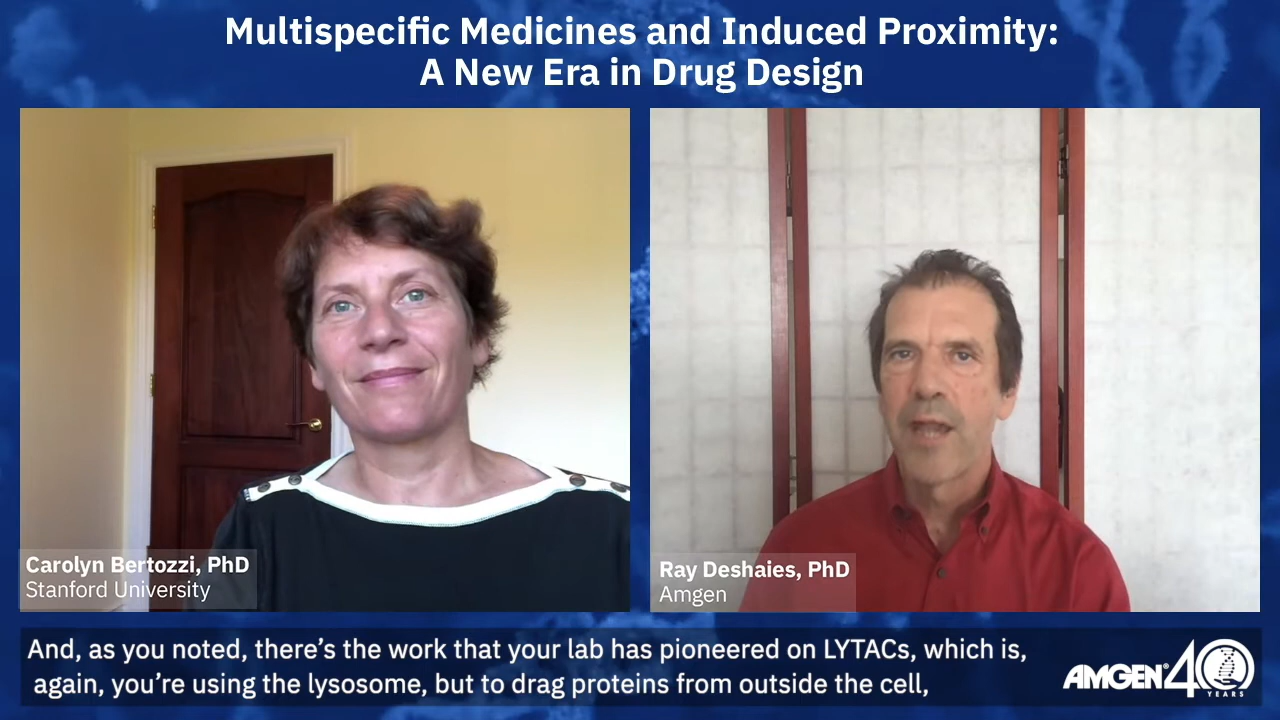 Multispecific Medicines and Induced Proximity:
A New Era in Drug Design
Carolyn Bertozzi, PhD
Stanford University
Ray Deshaies, PhD
Amgen
And, as you noted, there’s the work that your lab has pioneered on LYTACs, which is,
again, you’re using the lysosome, but to drag proteins from outside the cell,
AMGEN® 40
YEARS